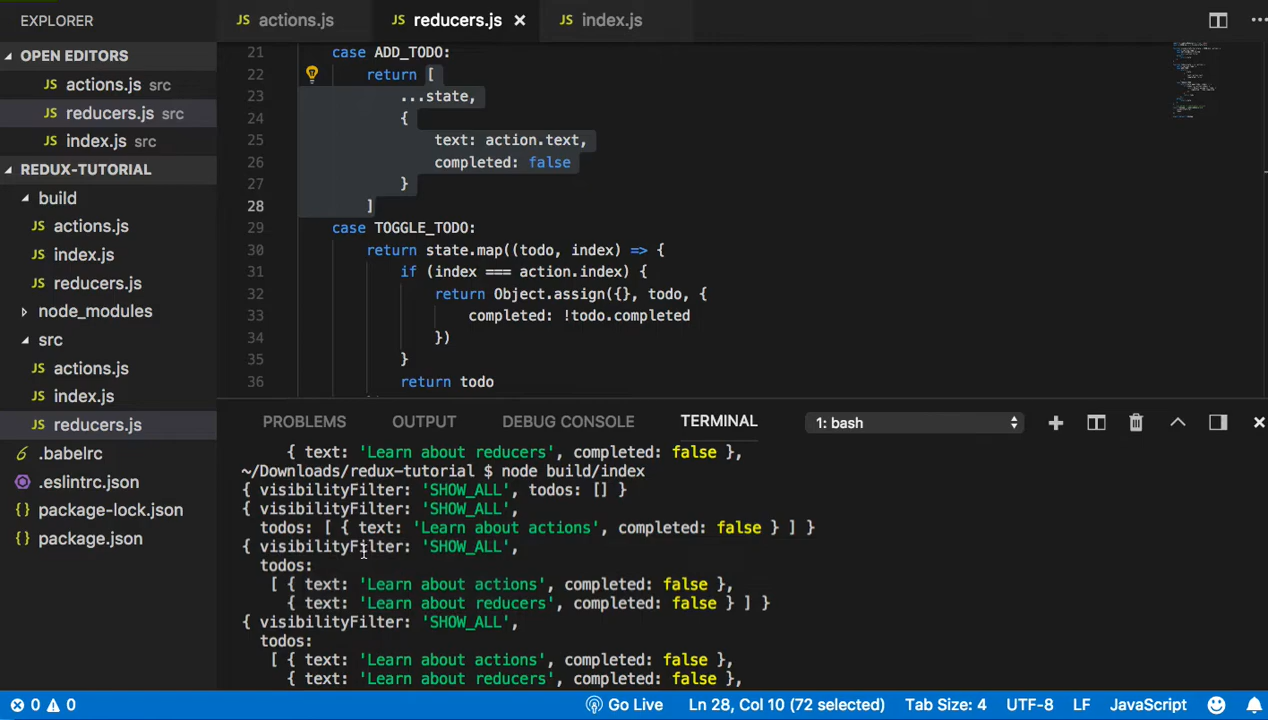 EXPLORER
JS actions.js
JS reducers.js ×
JS index.js
OPEN EDITORS
JS actions.js src
JS reducers.js src
JS index.js src
REDUX-TUTORIAL
build
JS actions.js
JS index.js
JS reducers.js
node_modules
src
JS actions.js
JS index.js
JS reducers.js
.babelrc
.eslintrc.json
{} package-lock.json
{} package.json
21 case ADD_TODO:
22 return [
23 ...state,
24 {
25 text: action.text,
26 completed: false
27 }
28 ]
29 case TOGGLE_TODO:
30 return state.map((todo, index) => {
31 if (index === action.index) {
32 return Object.assign({}, todo, {
33 completed: !todo.completed
34 })
35 }
36 return todo
PROBLEMS OUTPUT DEBUG CONSOLE TERMINAL 1: bash
{ text: 'Learn about reducers', completed: false },
~/Downloads/redux-tutorial $ node build/index
{ visibilityFilter: 'SHOW_ALL', todos: [] }
{ visibilityFilter: 'SHOW_ALL',
todos: [ { text: 'Learn about actions', completed: false } ] }
{ visibilityFilter: 'SHOW_ALL',
todos:
[ { text: 'Learn about actions', completed: false },
{ text: 'Learn about reducers', completed: false } ] }
{ visibilityFilter: 'SHOW_ALL',
todos:
[ { text: 'Learn about actions', completed: false },
{ text: 'Learn about reducers', completed: false },
0 0 Go Live Ln 28, Col 10 (72 selected) Tab Size: 4 UTF-8 LF JavaScript